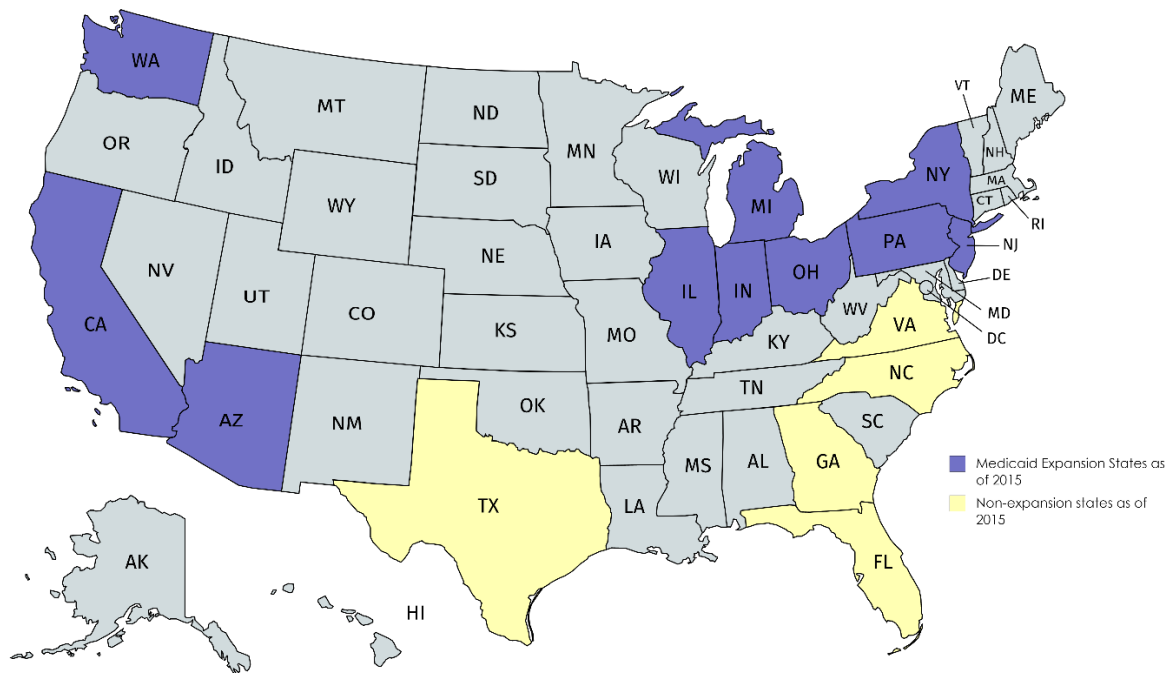 WA
MT
ND
MN
VT
ME
OR
ID
SD
WI
MI
NY
NH
MA
CT
RI
WY
NE
IA
PA
NJ
NV
UT
CO
KS
MO
IL
IN
OH
WV
DE
MD
DC
CA
KY
VA
AZ
NM
OK
AR
TN
NC
SC
MS
AL
GA
TX
LA
FL
AK
HI
Medicaid Expansion States as
of 2015
Non-expansion states as of
2015